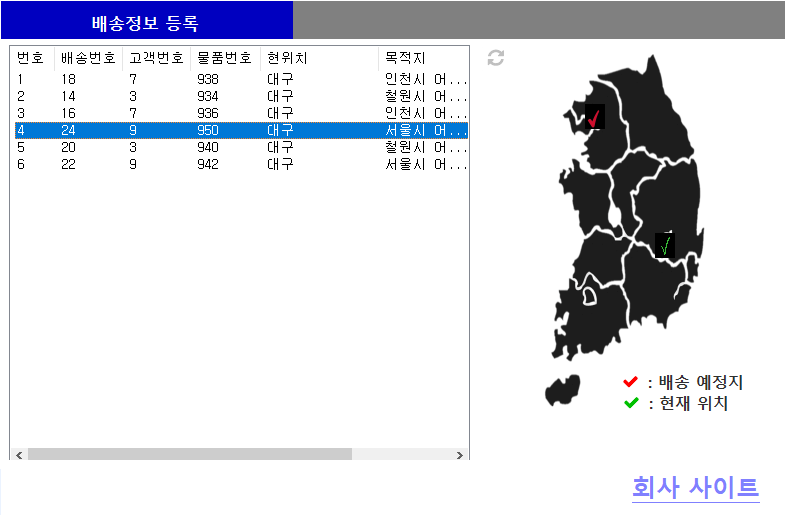 배송정보 등록
번호 배송번호 고객번호 물품번호 현위치 목적지
1 18 7 938 대구 인천시 어...
2 14 3 934 대구 철원시 어...
3 16 7 936 대구 인천시 어...
4 24 9 950 대구 서울시 어...
5 20 3 940 대구 철원시 어...
6 22 9 942 대구 서울시 어...
: 배송 예정지
: 현재 위치
회사 사이트